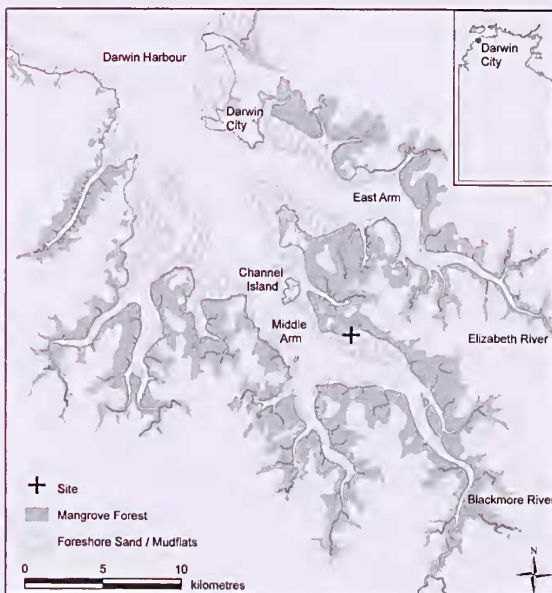 Darwin Harbour
Darwin
City
Darwin
City
East Arm
Channel
Island
Middle
Arm
Elizabeth River
Site
Mangrove Forest
Blackmore River
Foreshore Sand / Mudflats
0 5 10
kilometres
N